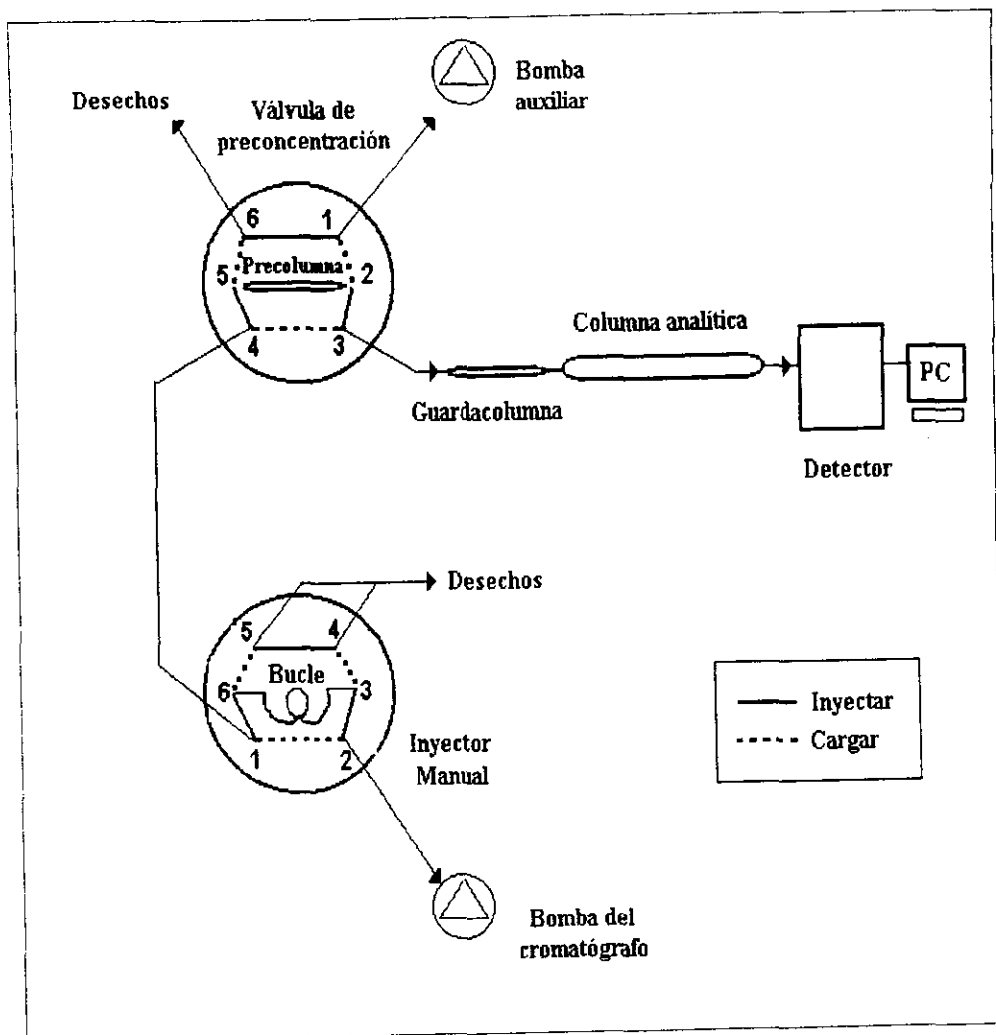 Bomba
auxiliar
Desechos
Válvula de
preconcentración
6
1
Precolumna
5
2
4
3
Columna analítica
Guardacolumna
PC
Detector
Desechos
5
4
Bucle
6
3
1
2
Inyector
Manual
Inyectar
Cargar
Bomba del
cromatógrafo